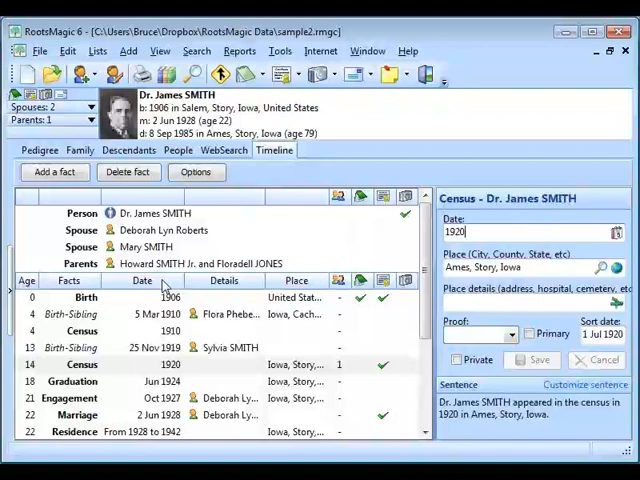 RootsMagic 6 - [C:\Users\Bruce\Dropbox\RootsMagic Data\sample2.rmgc]
File Edit Lists Add View Search Reports Tools Internet Window Help
Dr. James SMITH
Spouses: 2 b: 1906 in Salem, Story, Iowa, United States
Parents: 1 m: 2 Jun 1928 (age 22)
d: 8 Sep 1985 in Ames, Story, Iowa (age 79)
Pedigree Family Descendants People WebSearch Timeline
Add a fact Delete fact Options
Person Dr. James SMITH
Spouse Deborah Lyn Roberts
Spouse Mary SMITH
Parents Howard SMITH Jr. and Floradell JONES
Age Facts Date Details Place
0 Birth 1906 United Stat... -
4 Birth-Sibling 5 Mar 1910 Flora Phebe... Iowa, Cach... -
4 Census 1910 -
13 Birth-Sibling 25 Nov 1919 Sylvia SMITH -
14 Census 1920 Iowa, Story,... 1
18 Graduation Jun 1924 Iowa, Story,... -
21 Engagement Oct 1927 Deborah Ly... Iowa, Story,... -
22 Marriage 2 Jun 1928 Deborah Ly... Iowa, Story,... -
22 Residence From 1928 to 1942 Iowa, Story,... -
Census - Dr. James SMITH
Date:
1920
Place (City, County, State, etc)
Ames, Story, Iowa
Place details (address, hospital, cemetery, etc
Proof: Sort date:
Primary 1 Jul 1920
Private Save Cancel
Sentence Customize sentence
Dr. James SMITH appeared in the census in
1920 in Ames, Story, Iowa.